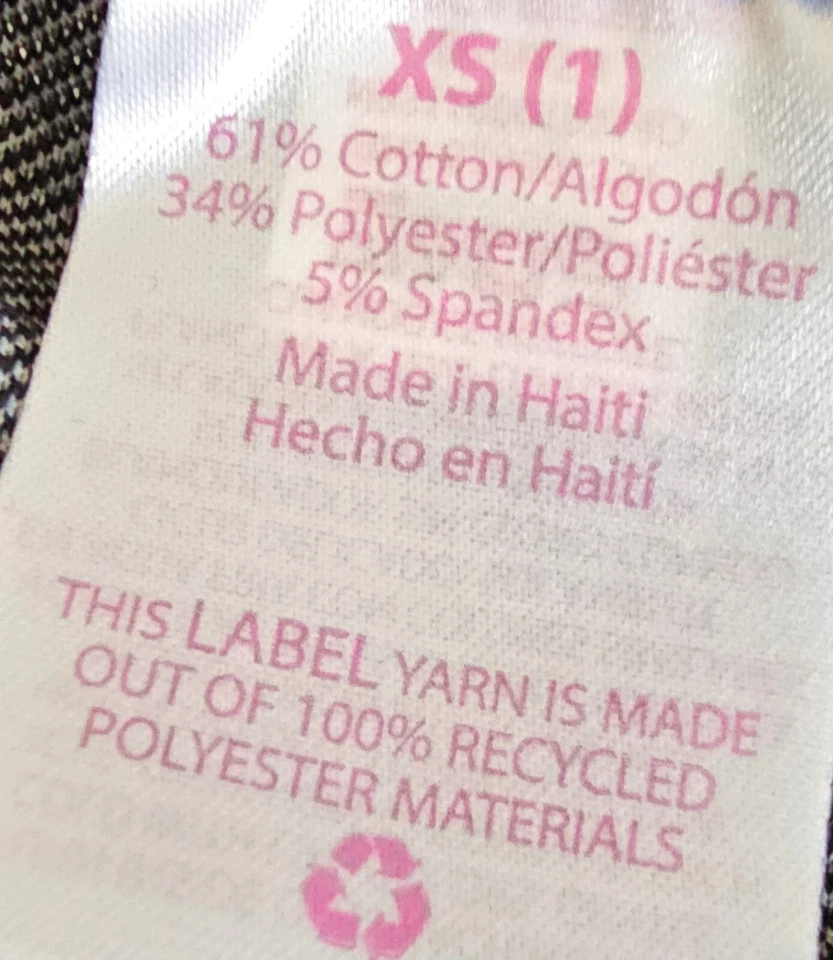 XS (1)
61% Cotton/Algodón
34% Polyester/Poliéster
5% Spandex
Made in Haiti
Hecho en Haití
THIS LABEL YARN IS MADE
OUT OF 100% RECYCLED
POLYESTER MATERIALS